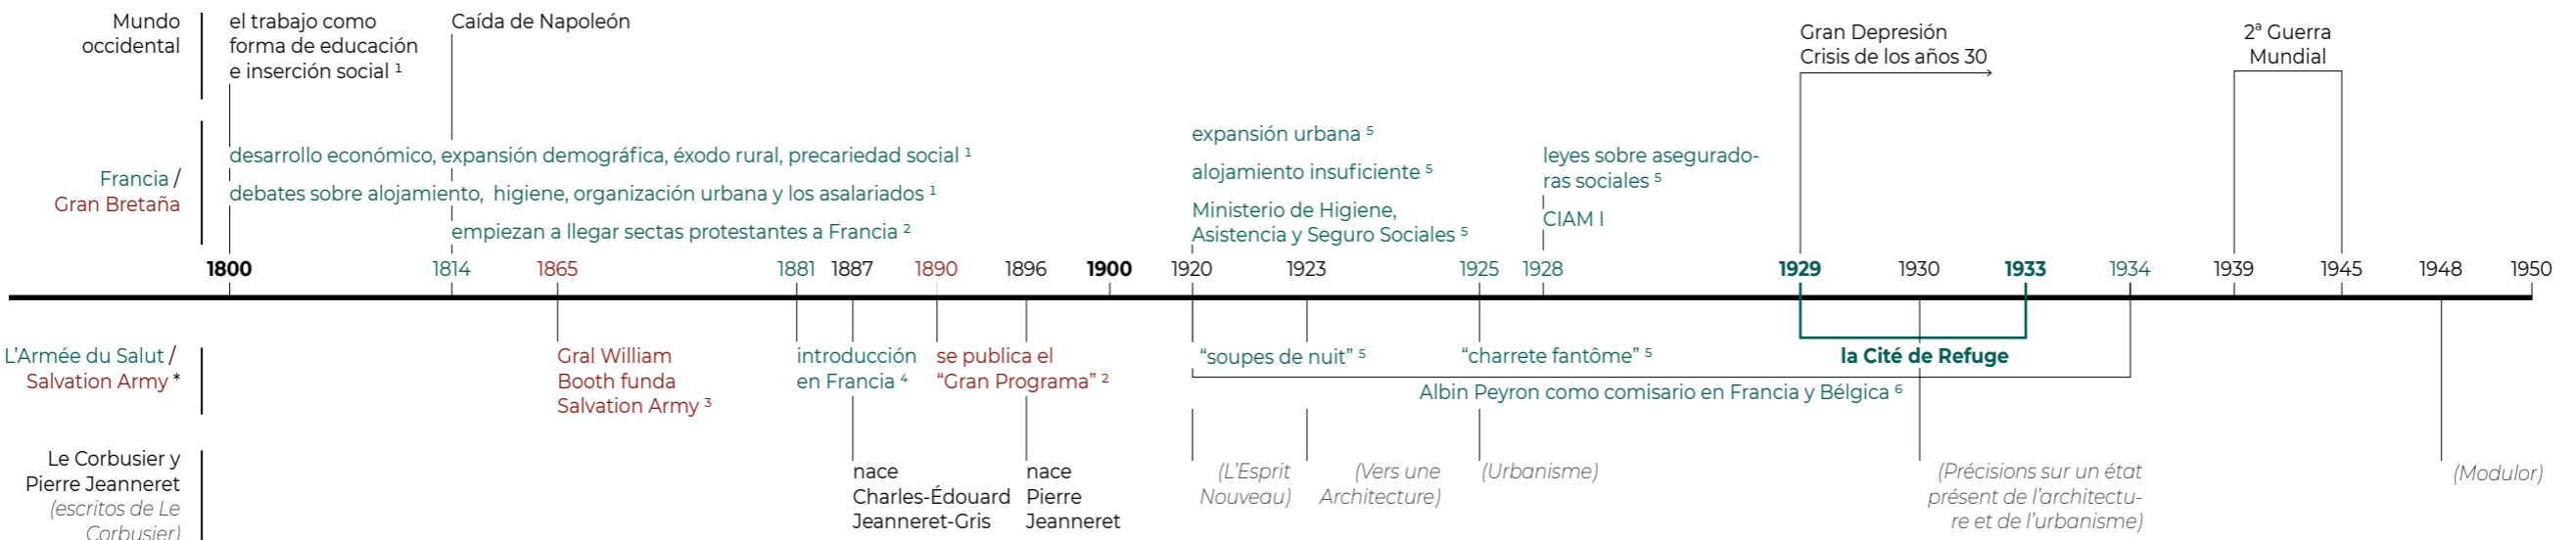 Mundo
occidental
el trabajo como
forma de educación
e inserción social ¹
Caída de Napoleón
Gran Depresión
Crisis de los años 30
2ª Guerra
Mundial
Francia /
Gran Bretaña
desarrollo económico, expansión demográfica, éxodo rural, precariedad social ¹
debates sobre alojamiento, higiene, organización urbana y los asalariados ¹
empiezan a llegar sectas protestantes a Francia ²
expansión urbana ⁵
alojamiento insuficiente ⁵
Ministerio de Higiene,
Asistencia y Seguro Sociales ⁵
leyes sobre asegurado-
ras sociales ⁵
CIAM I
1800 1814 1865 1881 1887 1890 1896 1900 1920 1923 1925 1928 1929 1930 1933 1934 1939 1945 1948 1950
L'Armée du Salut /
Salvation Army *
Gral William
Booth funda
Salvation Army ³
introducción
en Francia ⁴
se publica el
“Gran Programa” ²
“soupes de nuit” ⁵
“charrete fantôme” ⁵
la Cité de Refuge
Albin Peyron como comisario en Francia y Bélgica ⁶
Le Corbusier y
Pierre Jeanneret
(escritos de Le
Corbusier)
nace
Charles-Édouard
Jeanneret-Gris
nace
Pierre
Jeanneret
(L'Esprit
Nouveau)
(Vers une
Architecture)
(Urbanisme)
(Précisions sur un état
présent de l'architectu-
re et de l'urbanisme)
(Modulor)